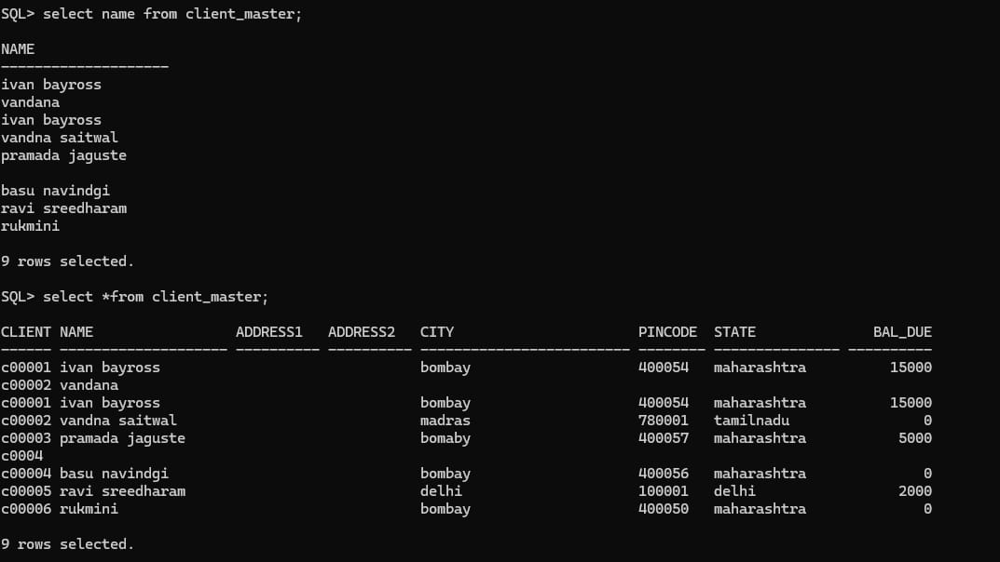 SQL> select name from client_master;
NAME
--------------------
ivan bayross
vandana
ivan bayross
vandna saitwal
pramada jaguste
basu navindgi
ravi sreedharam
rukmini
9 rows selected.
SQL> select *from client_master;
CLIENT NAME                 ADDRESS1   ADDRESS2   CITY                      PINCODE  STATE              BAL_DUE
------ -------------------- ---------- ---------- ------------------------- -------- --------------- ----------
c00001 ivan bayross                               bombay                    400054   maharashtra          15000
c00002 vandana
c00001 ivan bayross                               bombay                    400054   maharashtra          15000
c00002 vandna saitwal                             madras                    780001   tamilnadu                0
c00003 pramada jaguste                            bomaby                    400057   maharashtra           5000
c0004
c00004 basu navindgi                              bombay                    400056   maharashtra              0
c00005 ravi sreedharam                            delhi                     100001   delhi                 2000
c00006 rukmini                                    bombay                    400050   maharashtra              0
9 rows selected.